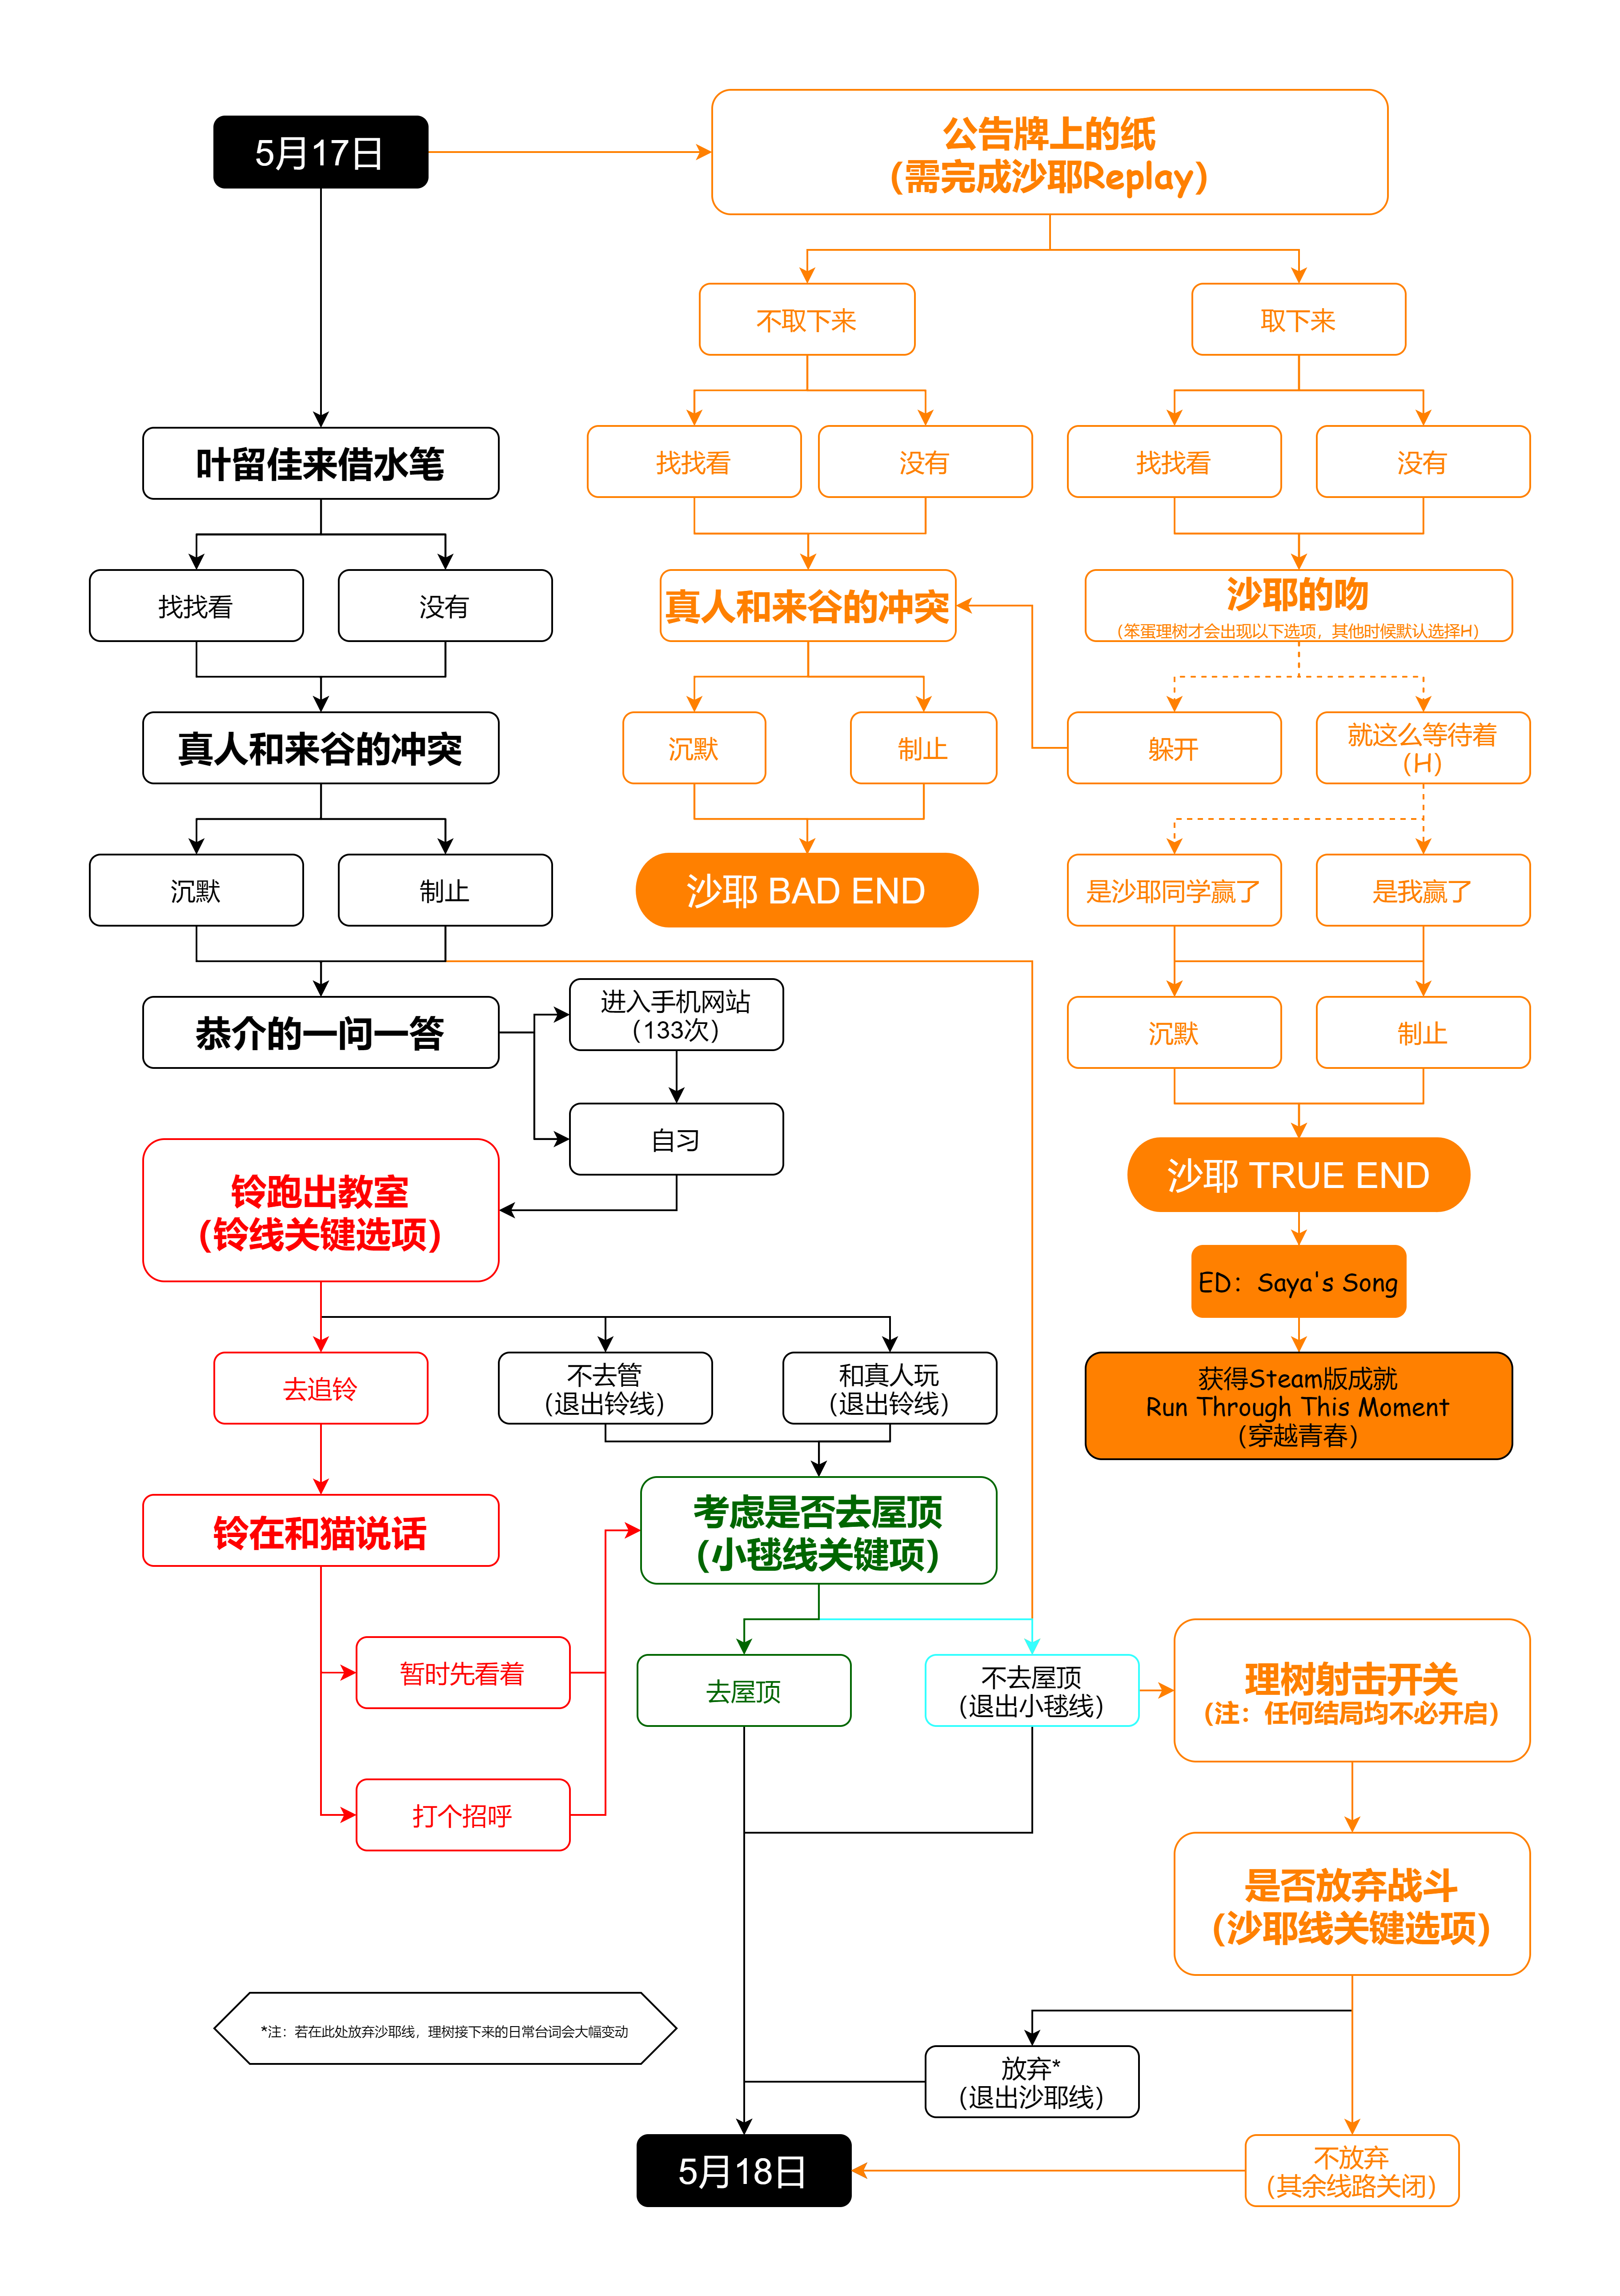 5月17日
公告牌上的纸
(需完成沙耶Replay)
不取下来
取下来
叶留佳来借水笔
找找看
没有
找找看
没有
找找看
没有
真人和来谷的冲突
沙耶的吻
(笨蛋理树才会出现以下选项，其他时候默认选择H)
真人和来谷的冲突
沉默
制止
躲开
就这么等待着
(H)
沉默
制止
沙耶 BAD END
是沙耶同学赢了
是我赢了
恭介的一问一答
进入手机网站
(133次)
沉默
制止
自习
铃跑出教室
(铃线关键选项)
沙耶 TRUE END
ED：Saya's Song
去追铃
不去管
(退出铃线)
和真人玩
(退出铃线)
获得Steam版成就
Run Through This Moment
(穿越青春)
铃在和猫说话
考虑是否去屋顶
(小毬线关键项)
暂时先看着
去屋顶
不去屋顶
(退出小毬线)
理树射击开关
(注：任何结局均不必开启)
打个招呼
是否放弃战斗
(沙耶线关键选项)
*注：若在此处放弃沙耶线，理树接下来的日常台词会大幅变动
放弃*
(退出沙耶线)
5月18日
不放弃
(其余线路关闭)